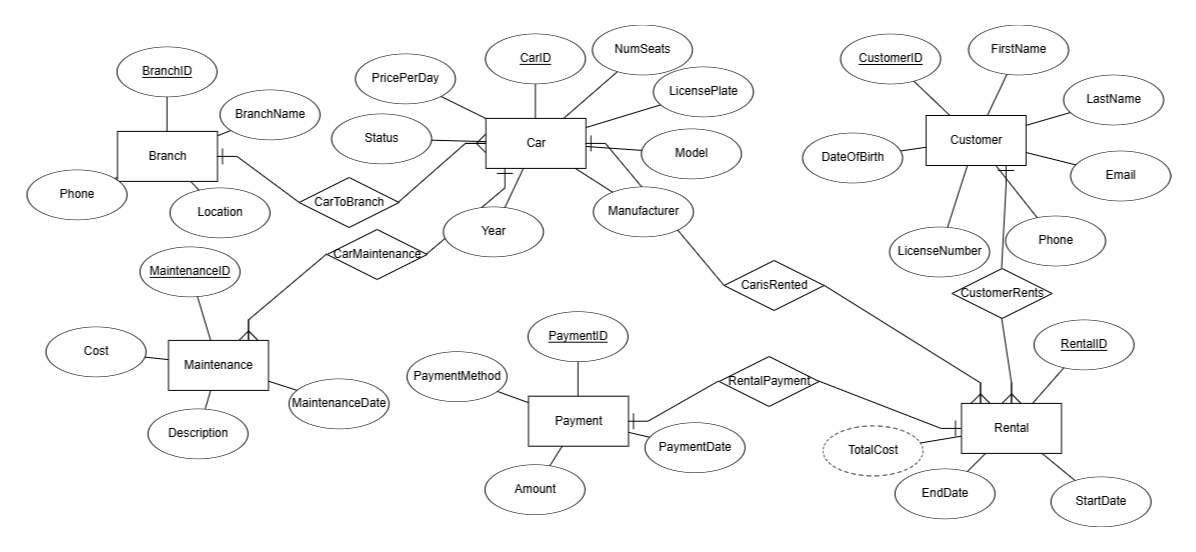 NumSeats
FirstName
CarID
CustomerID
BranchID
PricePerDay
LicensePlate
LastName
BranchName
Status
Car
Customer
Branch
Model
DateOfBirth
Email
Phone
CarToBranch
Location
Manufacturer
Year
Phone
LicenseNumber
CarMaintenance
MaintenanceID
CarisRented
CustomerRents
PaymentID
RentalID
Cost
Maintenance
PaymentMethod
RentalPayment
MaintenanceDate
Payment
Rental
Description
PaymentDate
TotalCost
Amount
EndDate
StartDate